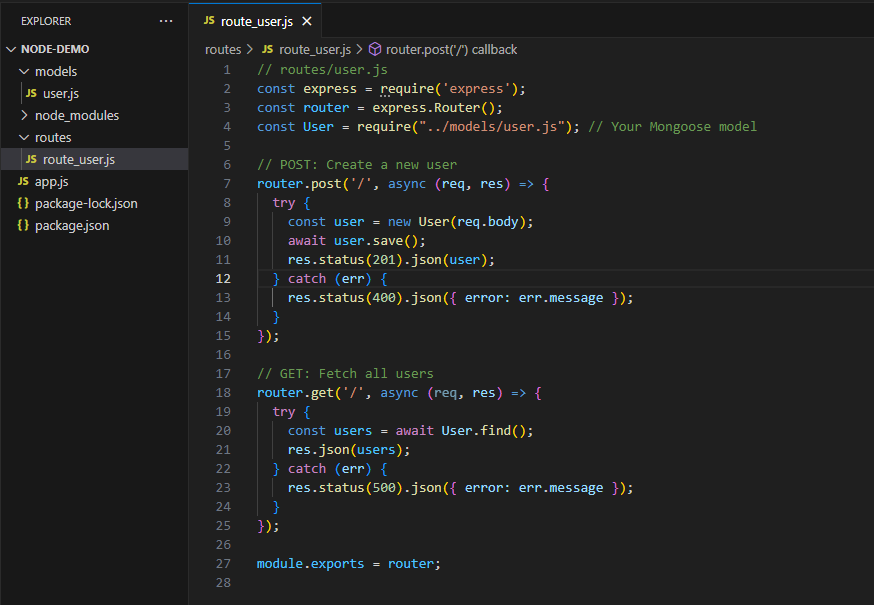 EXPLORER
NODE-DEMO
models
JS user.js
node_modules
routes
JS route_user.js
JS app.js
{} package-lock.json
{} package.json
JS route_user.js
routes > JS route_user.js > router.post('/') callback
1 // routes/user.js
2 const express = require('express');
3 const router = express.Router();
4 const User = require("../models/user.js"); // Your Mongoose model
5
6 // POST: Create a new user
7 router.post('/', async (req, res) => {
8   try {
9     const user = new User(req.body);
10     await user.save();
11     res.status(201).json(user);
12   } catch (err) {
13     res.status(400).json({ error: err.message });
14   }
15 });
16
17 // GET: Fetch all users
18 router.get('/', async (req, res) => {
19   try {
20     const users = await User.find();
21     res.json(users);
22   } catch (err) {
23     res.status(500).json({ error: err.message });
24   }
25 });
26
27 module.exports = router;
28